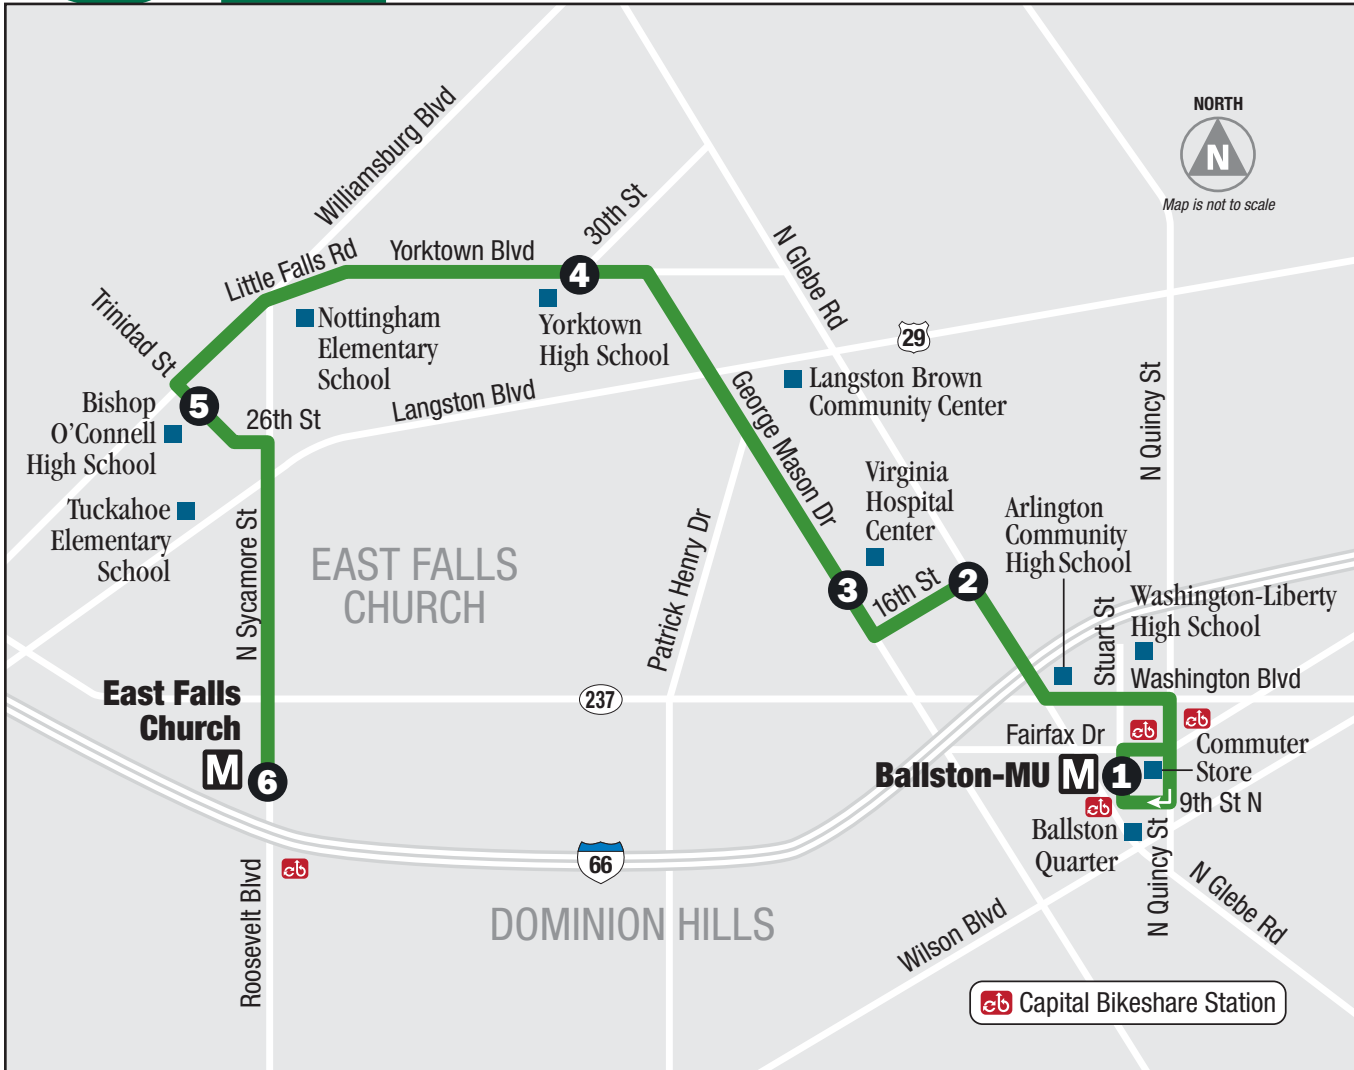 NORTH
N
Map is not to scale
Williamsburg Blvd
30th St
N Glebe Rd
Little Falls Rd
Yorktown Blvd
4
Trinidad St
Nottingham
Elementary
School
Yorktown
High School
29
Langston Blvd
George Mason Dr
Langston Brown
Community Center
N Quincy St
5
26th St
Bishop
O'Connell
High School
Tuckahoe
Elementary
School
N Sycamore St
EAST FALLS
CHURCH
Patrick Henry Dr
Virginia
Hospital
Center
3
16th St
2
Arlington
Community
High School
Stuart St
Washington-Liberty
High School
Washington Blvd
East Falls
Church
M
6
237
Fairfax Dr
Ballston-MU
M
1
Commuter
Store
9th St N
Ballston
Quarter
N Quincy St
N Glebe Rd
66
Roosevelt Blvd
DOMINION HILLS
Wilson Blvd
Capital Bikeshare Station